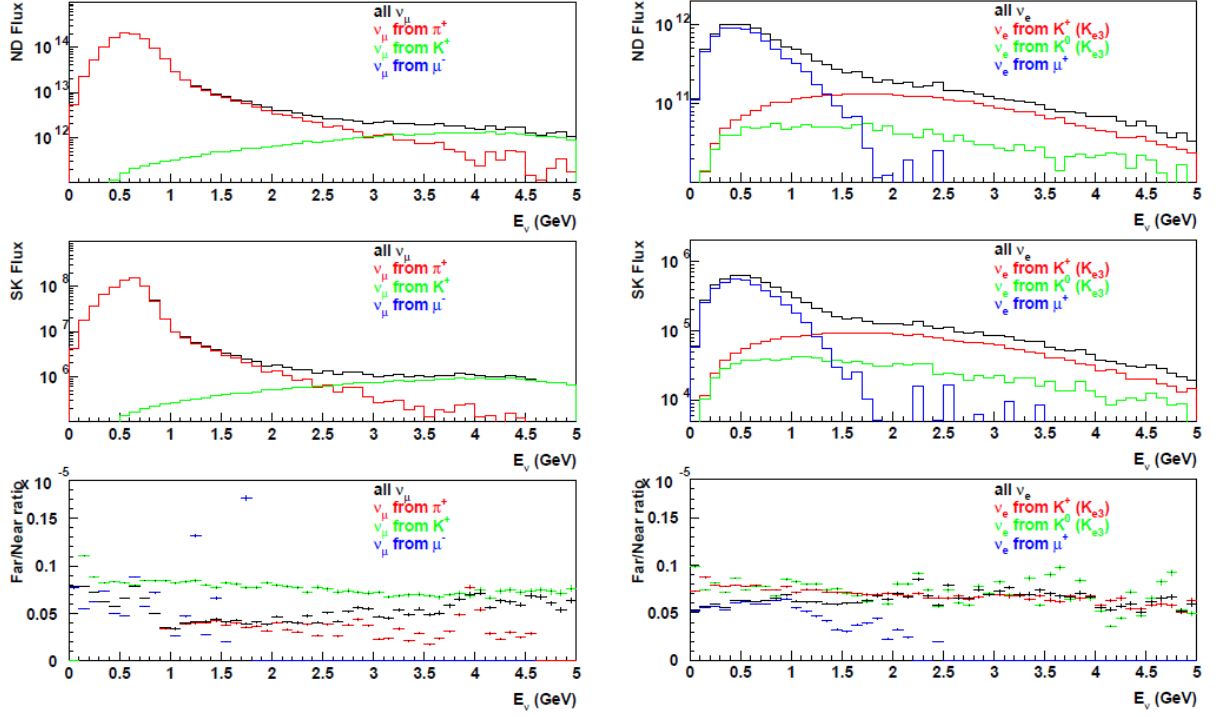 ND Flux
10^14
10^13
10^12
all ν_μ
ν_μ from π^+
ν_μ from K^+
ν_μ from μ^-
0 0.5 1 1.5 2 2.5 3 3.5 4 4.5 5
E_ν (GeV)
ND Flux
10^12
10^11
all ν_e
ν_e from K^+ (K_e3)
ν_e from K^0 (K_e3)
ν_e from μ^+
0 0.5 1 1.5 2 2.5 3 3.5 4 4.5 5
E_ν (GeV)
SK Flux
10^8
10^7
10^6
all ν_μ
ν_μ from π^+
ν_μ from K^+
ν_μ from μ^-
0 0.5 1 1.5 2 2.5 3 3.5 4 4.5 5
E_ν (GeV)
SK Flux
10^6
10^5
10^4
all ν_e
ν_e from K^+ (K_e3)
ν_e from K^0 (K_e3)
ν_e from μ^+
0 0.5 1 1.5 2 2.5 3 3.5 4 4.5 5
E_ν (GeV)
Far/Near ratio
× 10^-5
0.15
0.1
0.05
0
all ν_μ
ν_μ from π^+
ν_μ from K^+
ν_μ from μ^-
0 0.5 1 1.5 2 2.5 3 3.5 4 4.5 5
E_ν (GeV)
Far/Near ratio
× 10^-5
0.15
0.1
0.05
0
all ν_e
ν_e from K^+ (K_e3)
ν_e from K^0 (K_e3)
ν_e from μ^+
0 0.5 1 1.5 2 2.5 3 3.5 4 4.5 5
E_ν (GeV)